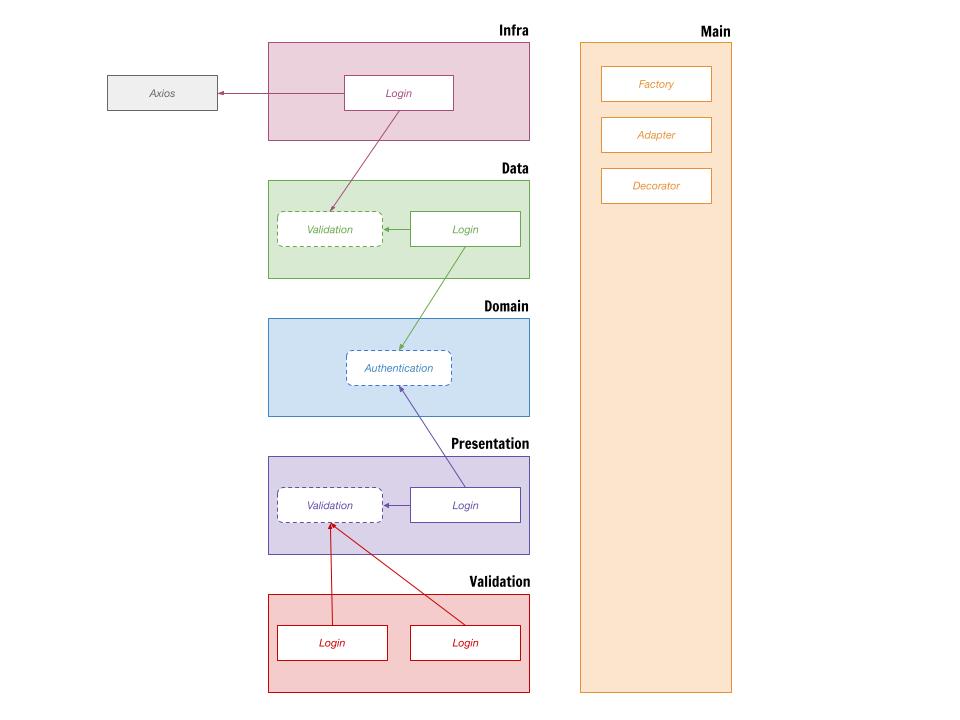 Infra
Main
Axios
Login
Factory
Adapter
Decorator
Data
Validation
Login
Domain
Authentication
Presentation
Validation
Login
Validation
Login
Login